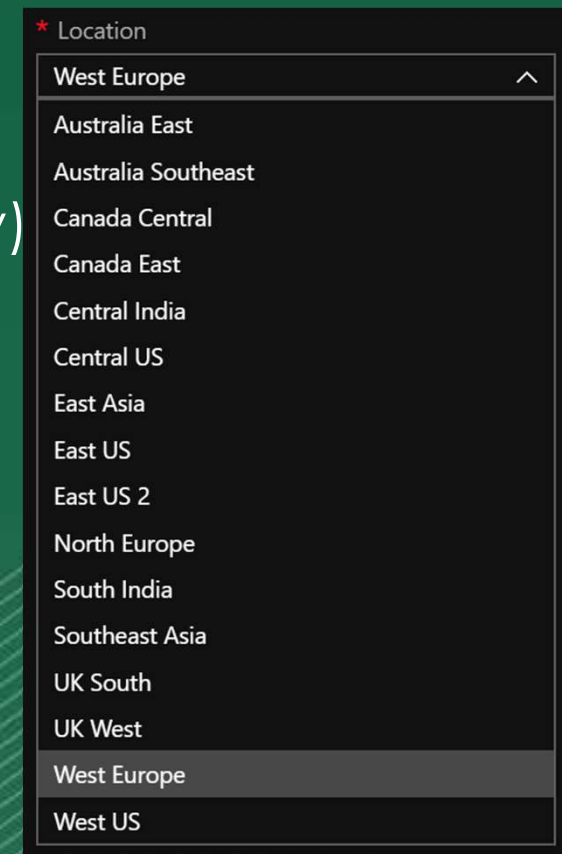 * Location
West Europe
Australia East
Australia Southeast
)
Canada Central
Canada East
Central India
Central US
East Asia
East US
East US 2
North Europe
South India
Southeast Asia
UK South
UK West
West Europe
West US